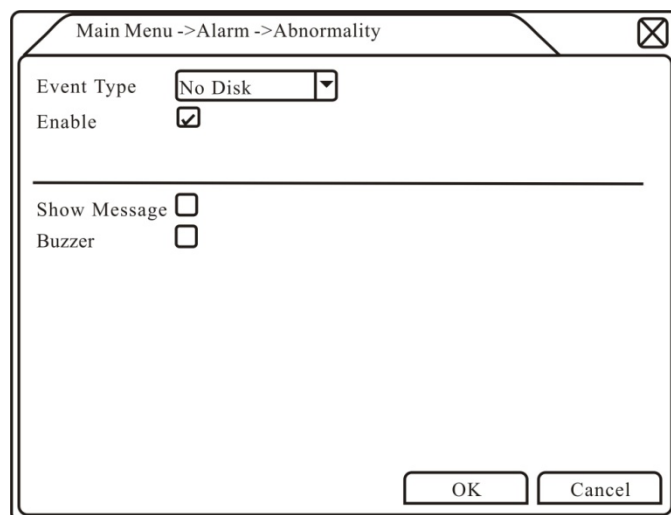 Main Menu ->Alarm ->Abnormality
Event Type No Disk
Enable
Show Message
Buzzer
OK Cancel